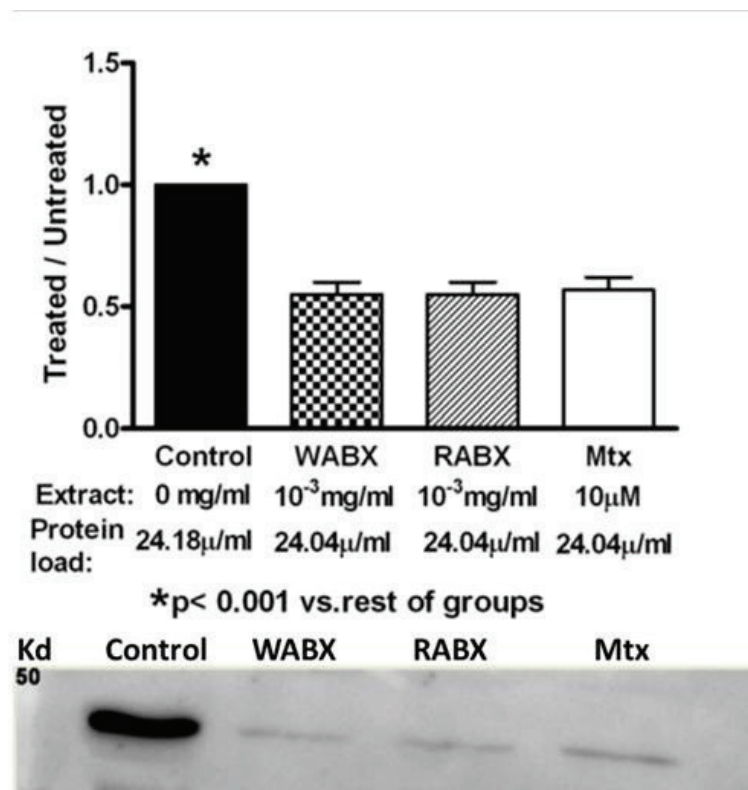 1.5
*
1.0
Treated / Untreated
0.5
0.0
Control WABX RABX Mtx
Extract: 0 mg/ml 10⁻³mg/ml 10⁻³mg/ml 10μM
Protein load: 24.18μ/ml 24.04μ/ml 24.04μ/ml 24.04μ/ml
*p< 0.001 vs.rest of groups
Kd Control WABX RABX Mtx
50